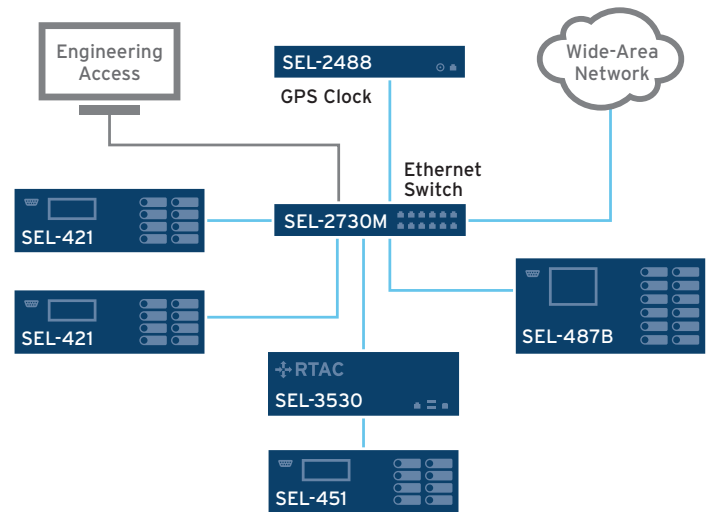 Engineering
Access
SEL-2488
GPS Clock
Wide-Area
Network
Ethernet
Switch
SEL-2730M
SEL-421
SEL-421
SEL-487B
RTAC
SEL-3530
SEL-451